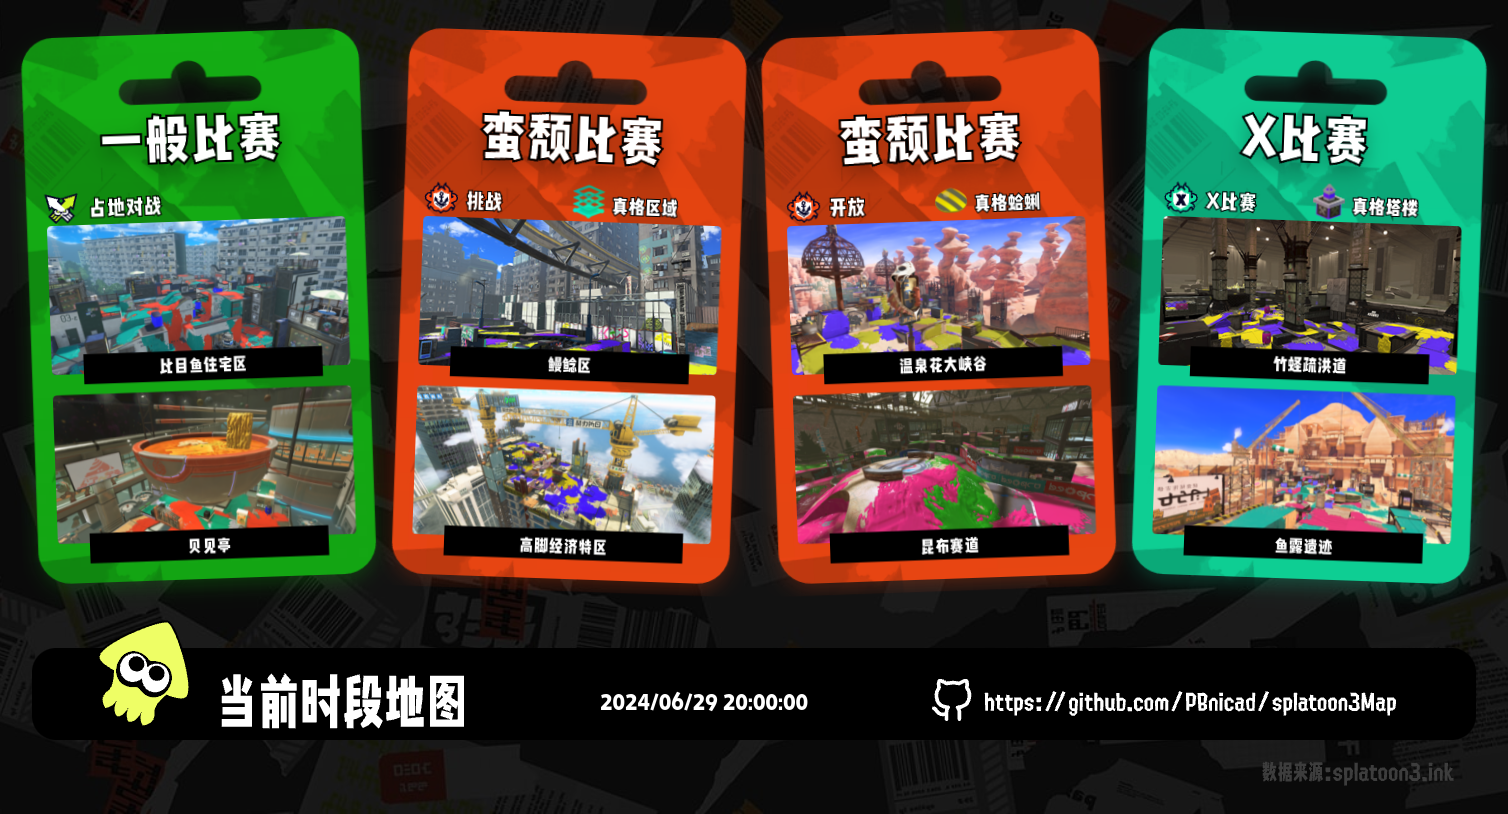 一般比赛
占地对战
比目鱼住宅区
贝见亭
蛮颓比赛
挑战
真格区域
鳗鲶区
高脚经济特区
蛮颓比赛
开放
真格蛤蜊
温泉花大峡谷
昆布赛道
X比赛
X比赛
真格塔楼
竹蛏疏洪道
鱼露遗迹
当前时段地图
2024/06/29 20:00:00
https://github.com/PBnicad/splatoon3Map
数据来源:splatoon3.ink